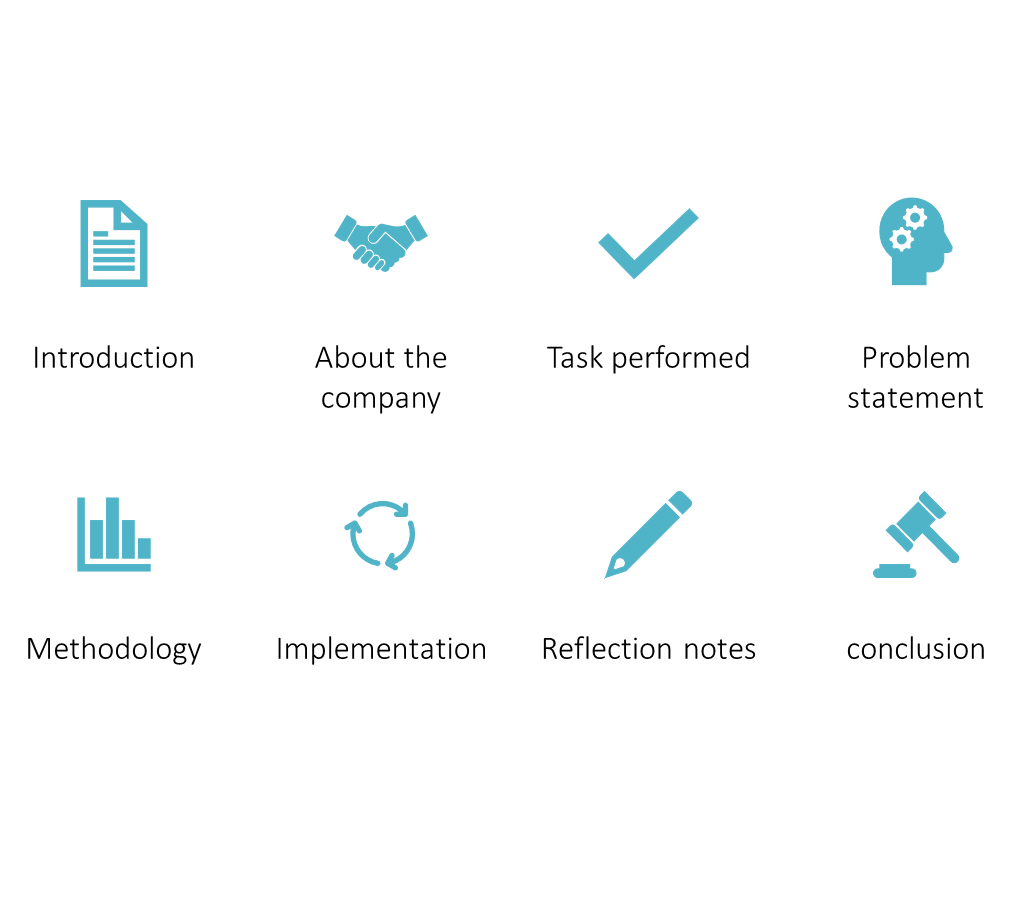 Introduction
About the
company
Task performed
Problem
statement
Methodology
Implementation
Reflection notes
conclusion